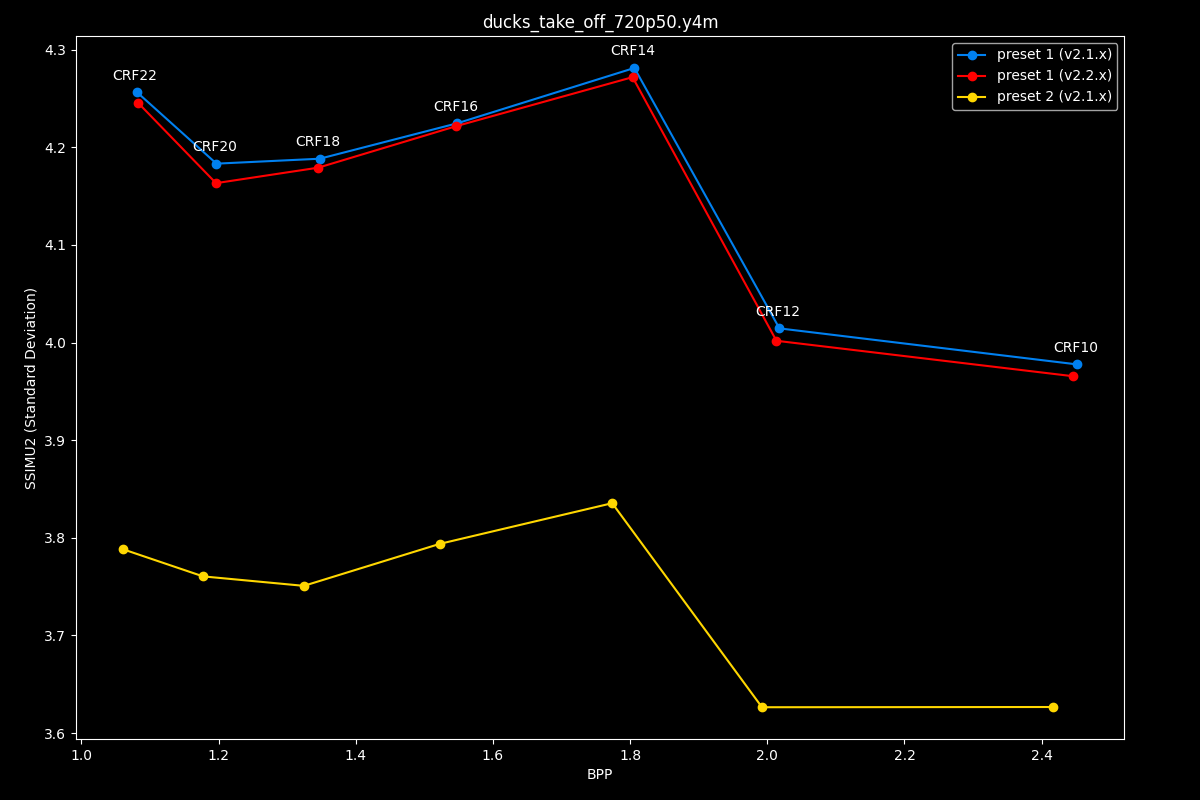 ducks_take_off_720p50.y4m
preset 1 (v2.1.x)
preset 1 (v2.2.x)
preset 2 (v2.1.x)
CRF22
CRF20
CRF18
CRF16
CRF14
CRF12
CRF10
SSIMU2 (Standard Deviation)
4.3
4.2
4.1
4.0
3.9
3.8
3.7
3.6
1.0 1.2 1.4 1.6 1.8 2.0 2.2 2.4
BPP